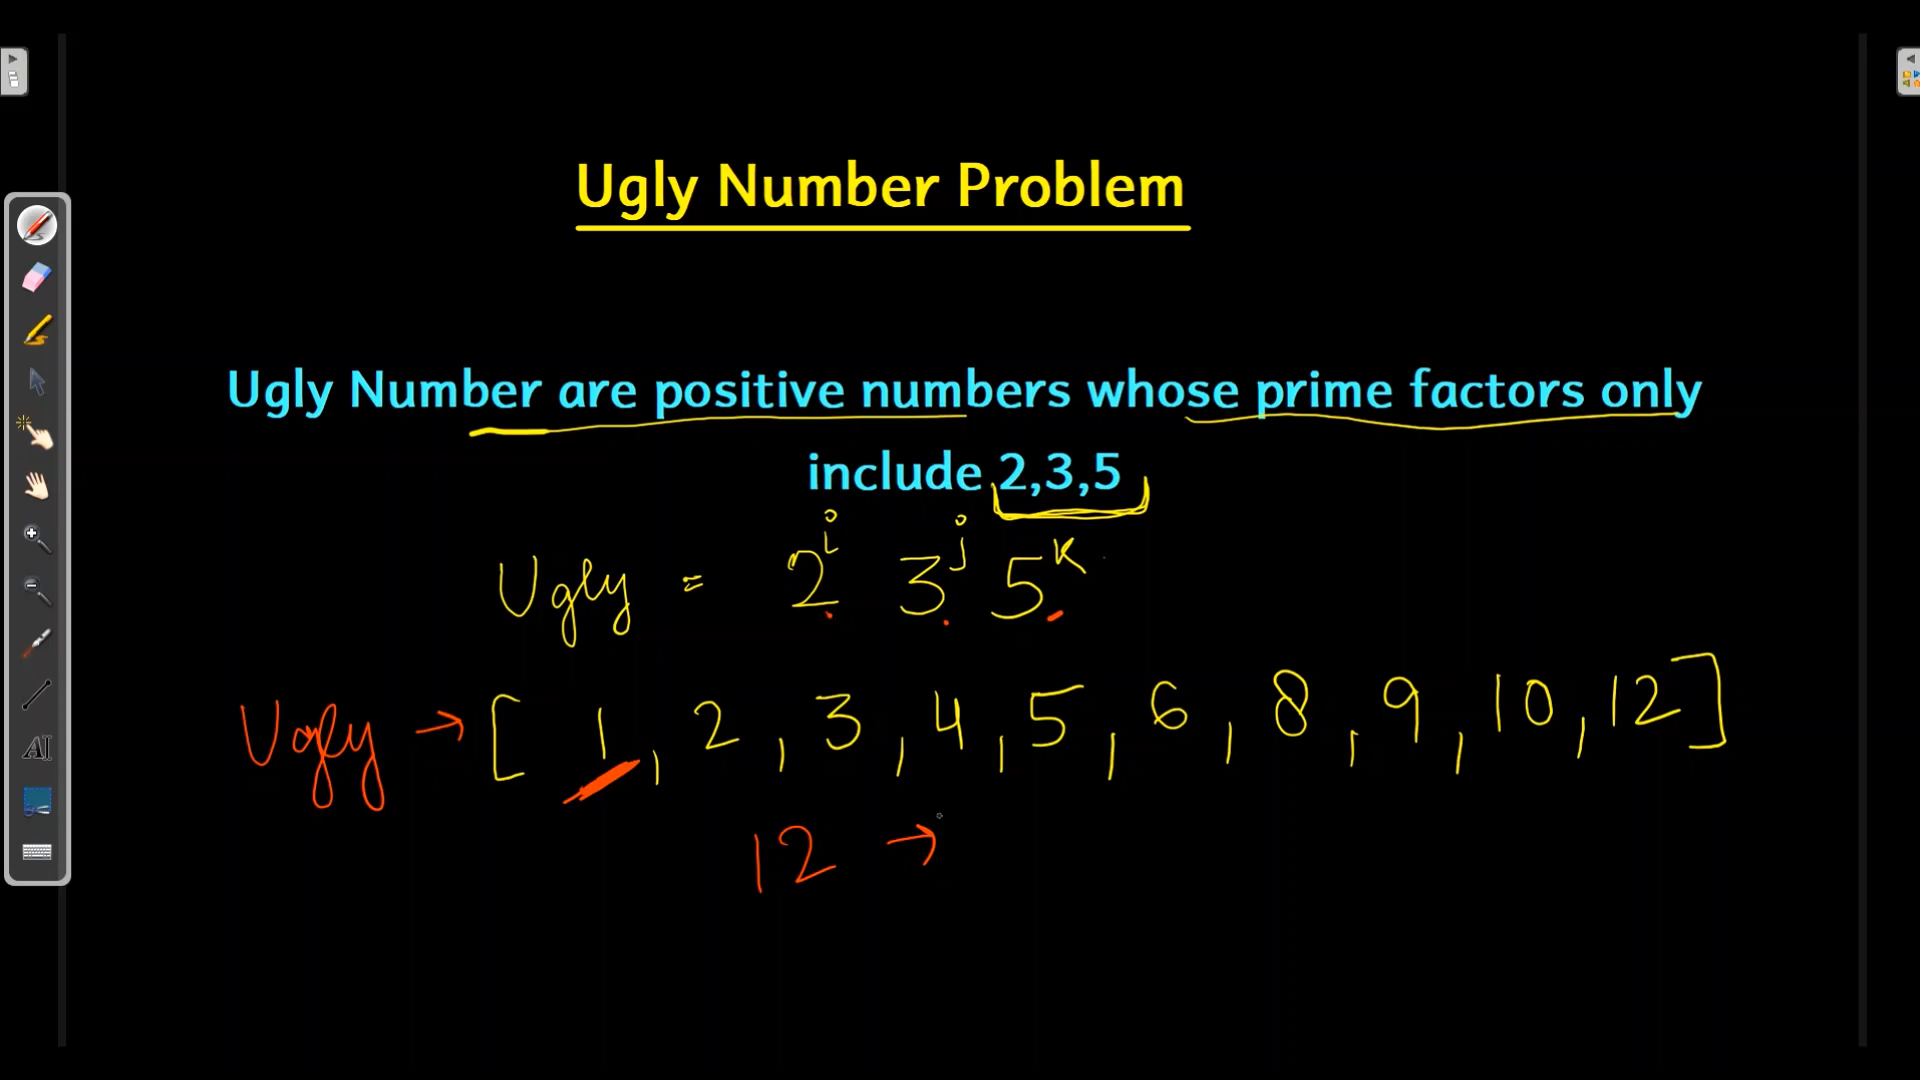 Ugly Number Problem
Ugly Number are positive numbers whose prime factors only
include 2,3,5
Ugly = 2^i 3^j 5^k
Ugly → [ 1, 2, 3, 4, 5, 6, 8, 9, 10, 12]
12 →